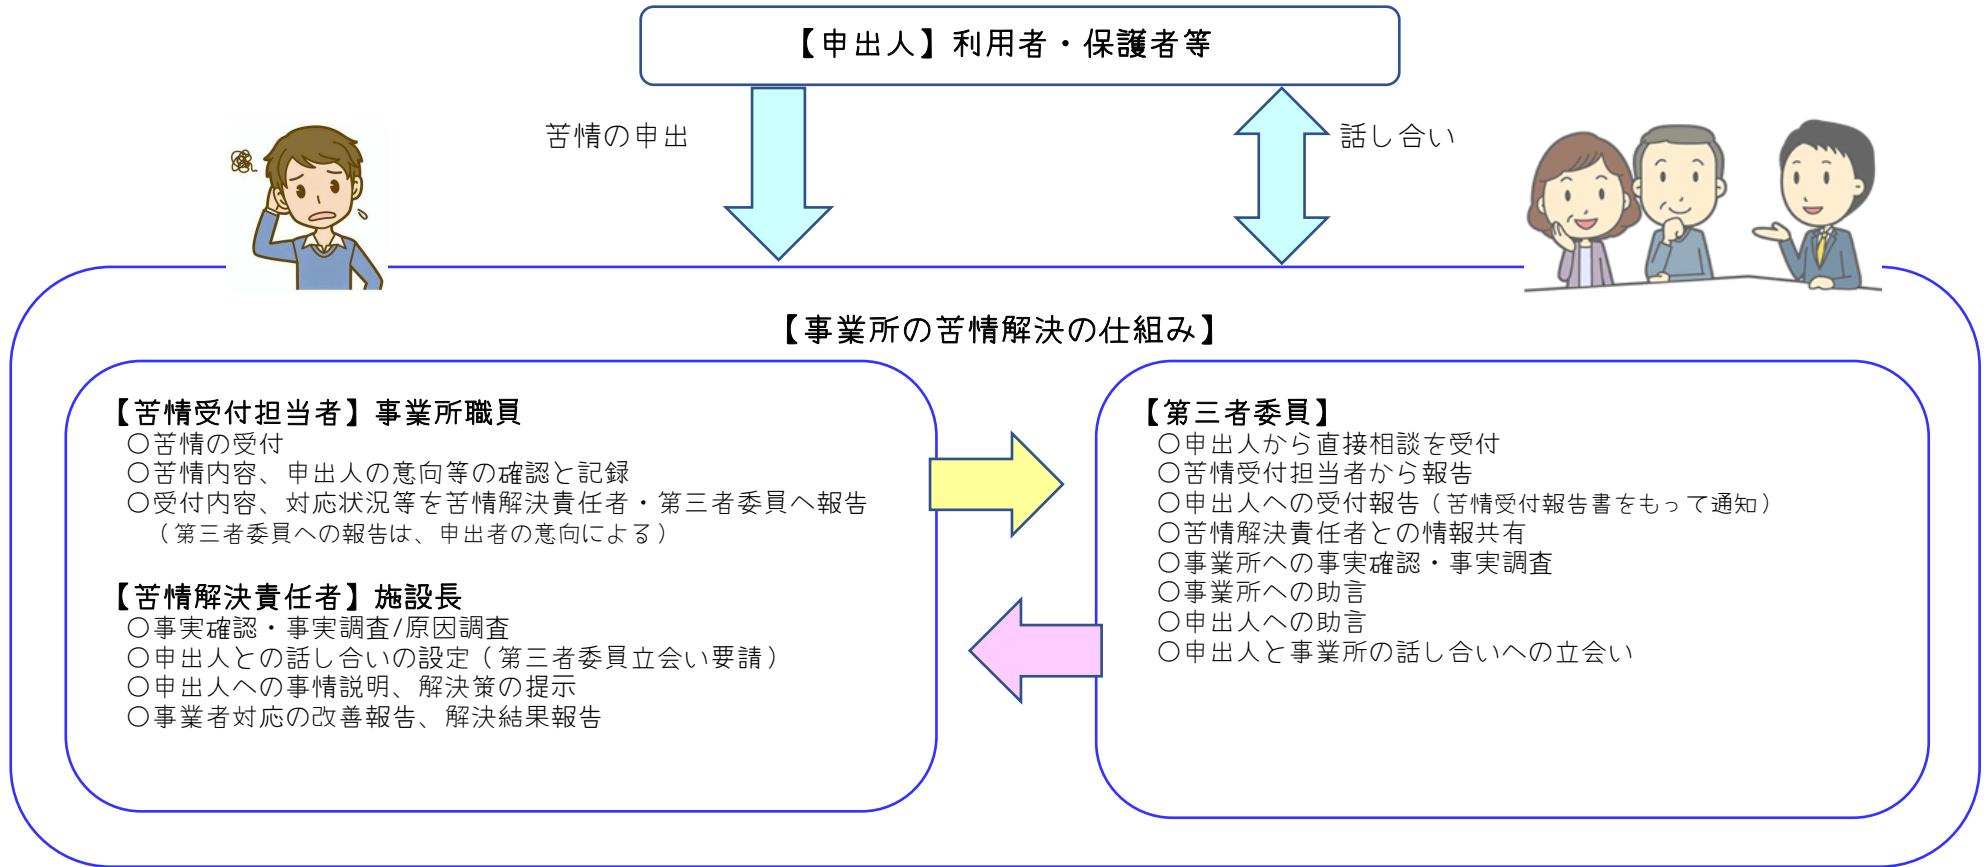 【申出人】利用者・保護者等
苦情の申出
話し合い
【事業所の苦情解決の仕組み】
【苦情受付担当者】事業所職員
〇苦情の受付
〇苦情内容、申出人の意向等の確認と記録
〇受付内容、対応状況等を苦情解決責任者・第三者委員へ報告
（第三者委員への報告は、申出者の意向による）
【苦情解決責任者】施設長
〇事実確認・事実調査/原因調査
〇申出人との話し合いの設定（第三者委員立会い要請）
〇申出人への事情説明、解決策の提示
〇事業者対応の改善報告、解決結果報告
【第三者委員】
〇申出人から直接相談を受付
〇苦情受付担当者から報告
〇申出人への受付報告（苦情受付報告書をもって通知）
〇苦情解決責任者との情報共有
〇事業所への事実確認・事実調査
〇事業所への助言
〇申出人への助言
〇申出人と事業所の話し合いへの立会い